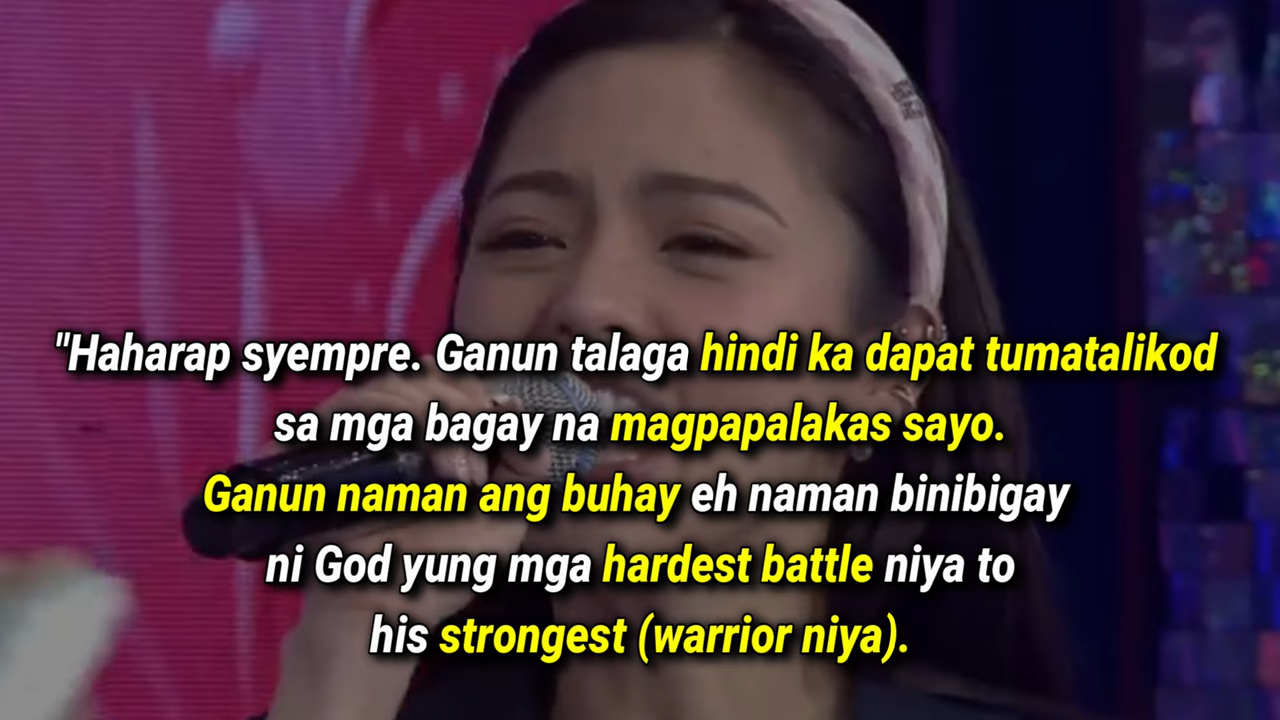 "Haharap syempre. Ganun talaga hindi ka dapat tumatalikod
sa mga bagay na magpapalakas sayo.
Ganun naman ang buhay eh naman binibigay
ni God yung mga hardest battle niya to
his strongest (warrior niya).